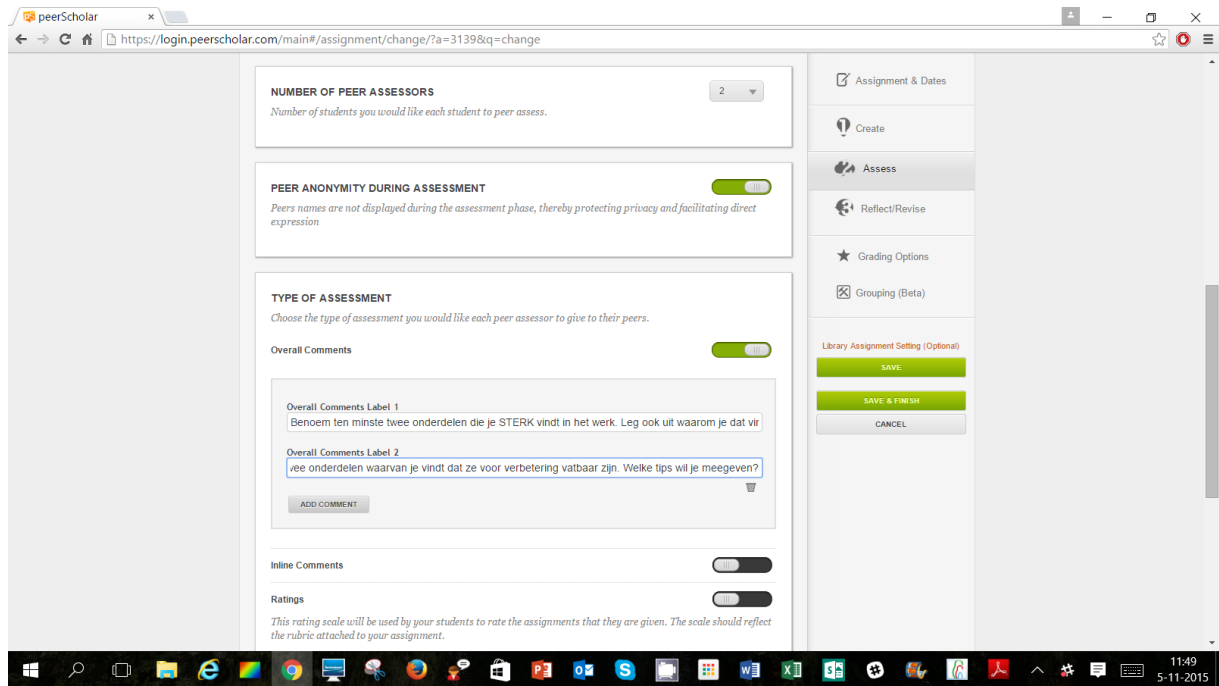 peerScholar
https://login.peerscholar.com/main#/assignment/change/?a=3139&q=change
NUMBER OF PEER ASSESSORS
2
Number of students you would like each student to peer assess.
PEER ANONYMITY DURING ASSESSMENT
Peers names are not displayed during the assessment phase, thereby protecting privacy and facilitating direct
expression
TYPE OF ASSESSMENT
Choose the type of assessment you would like each peer assessor to give to their peers.
Overall Comments
Overall Comments Label 1
Benoem ten minste twee onderdelen die je STERK vindt in het werk. Leg ook uit waarom je dat
Overall Comments Label 2
onderdelen waarvan je vindt dat ze voor verbetering vatbaar zijn. Welke tips wil je meegeven?
ADD COMMENT
Inline Comments
Ratings
This rating scale will be used by your students to rate the assignments that they are given. The scale should reflect
the rubric attached to your assignment.
Assignment & Dates
Create
Assess
Reflect/Revise
Grading Options
Grouping (Beta)
Library Assignment Setting (Optional)
SAVE
SAVE & FINISH
CANCEL
11:49
5-11-2015